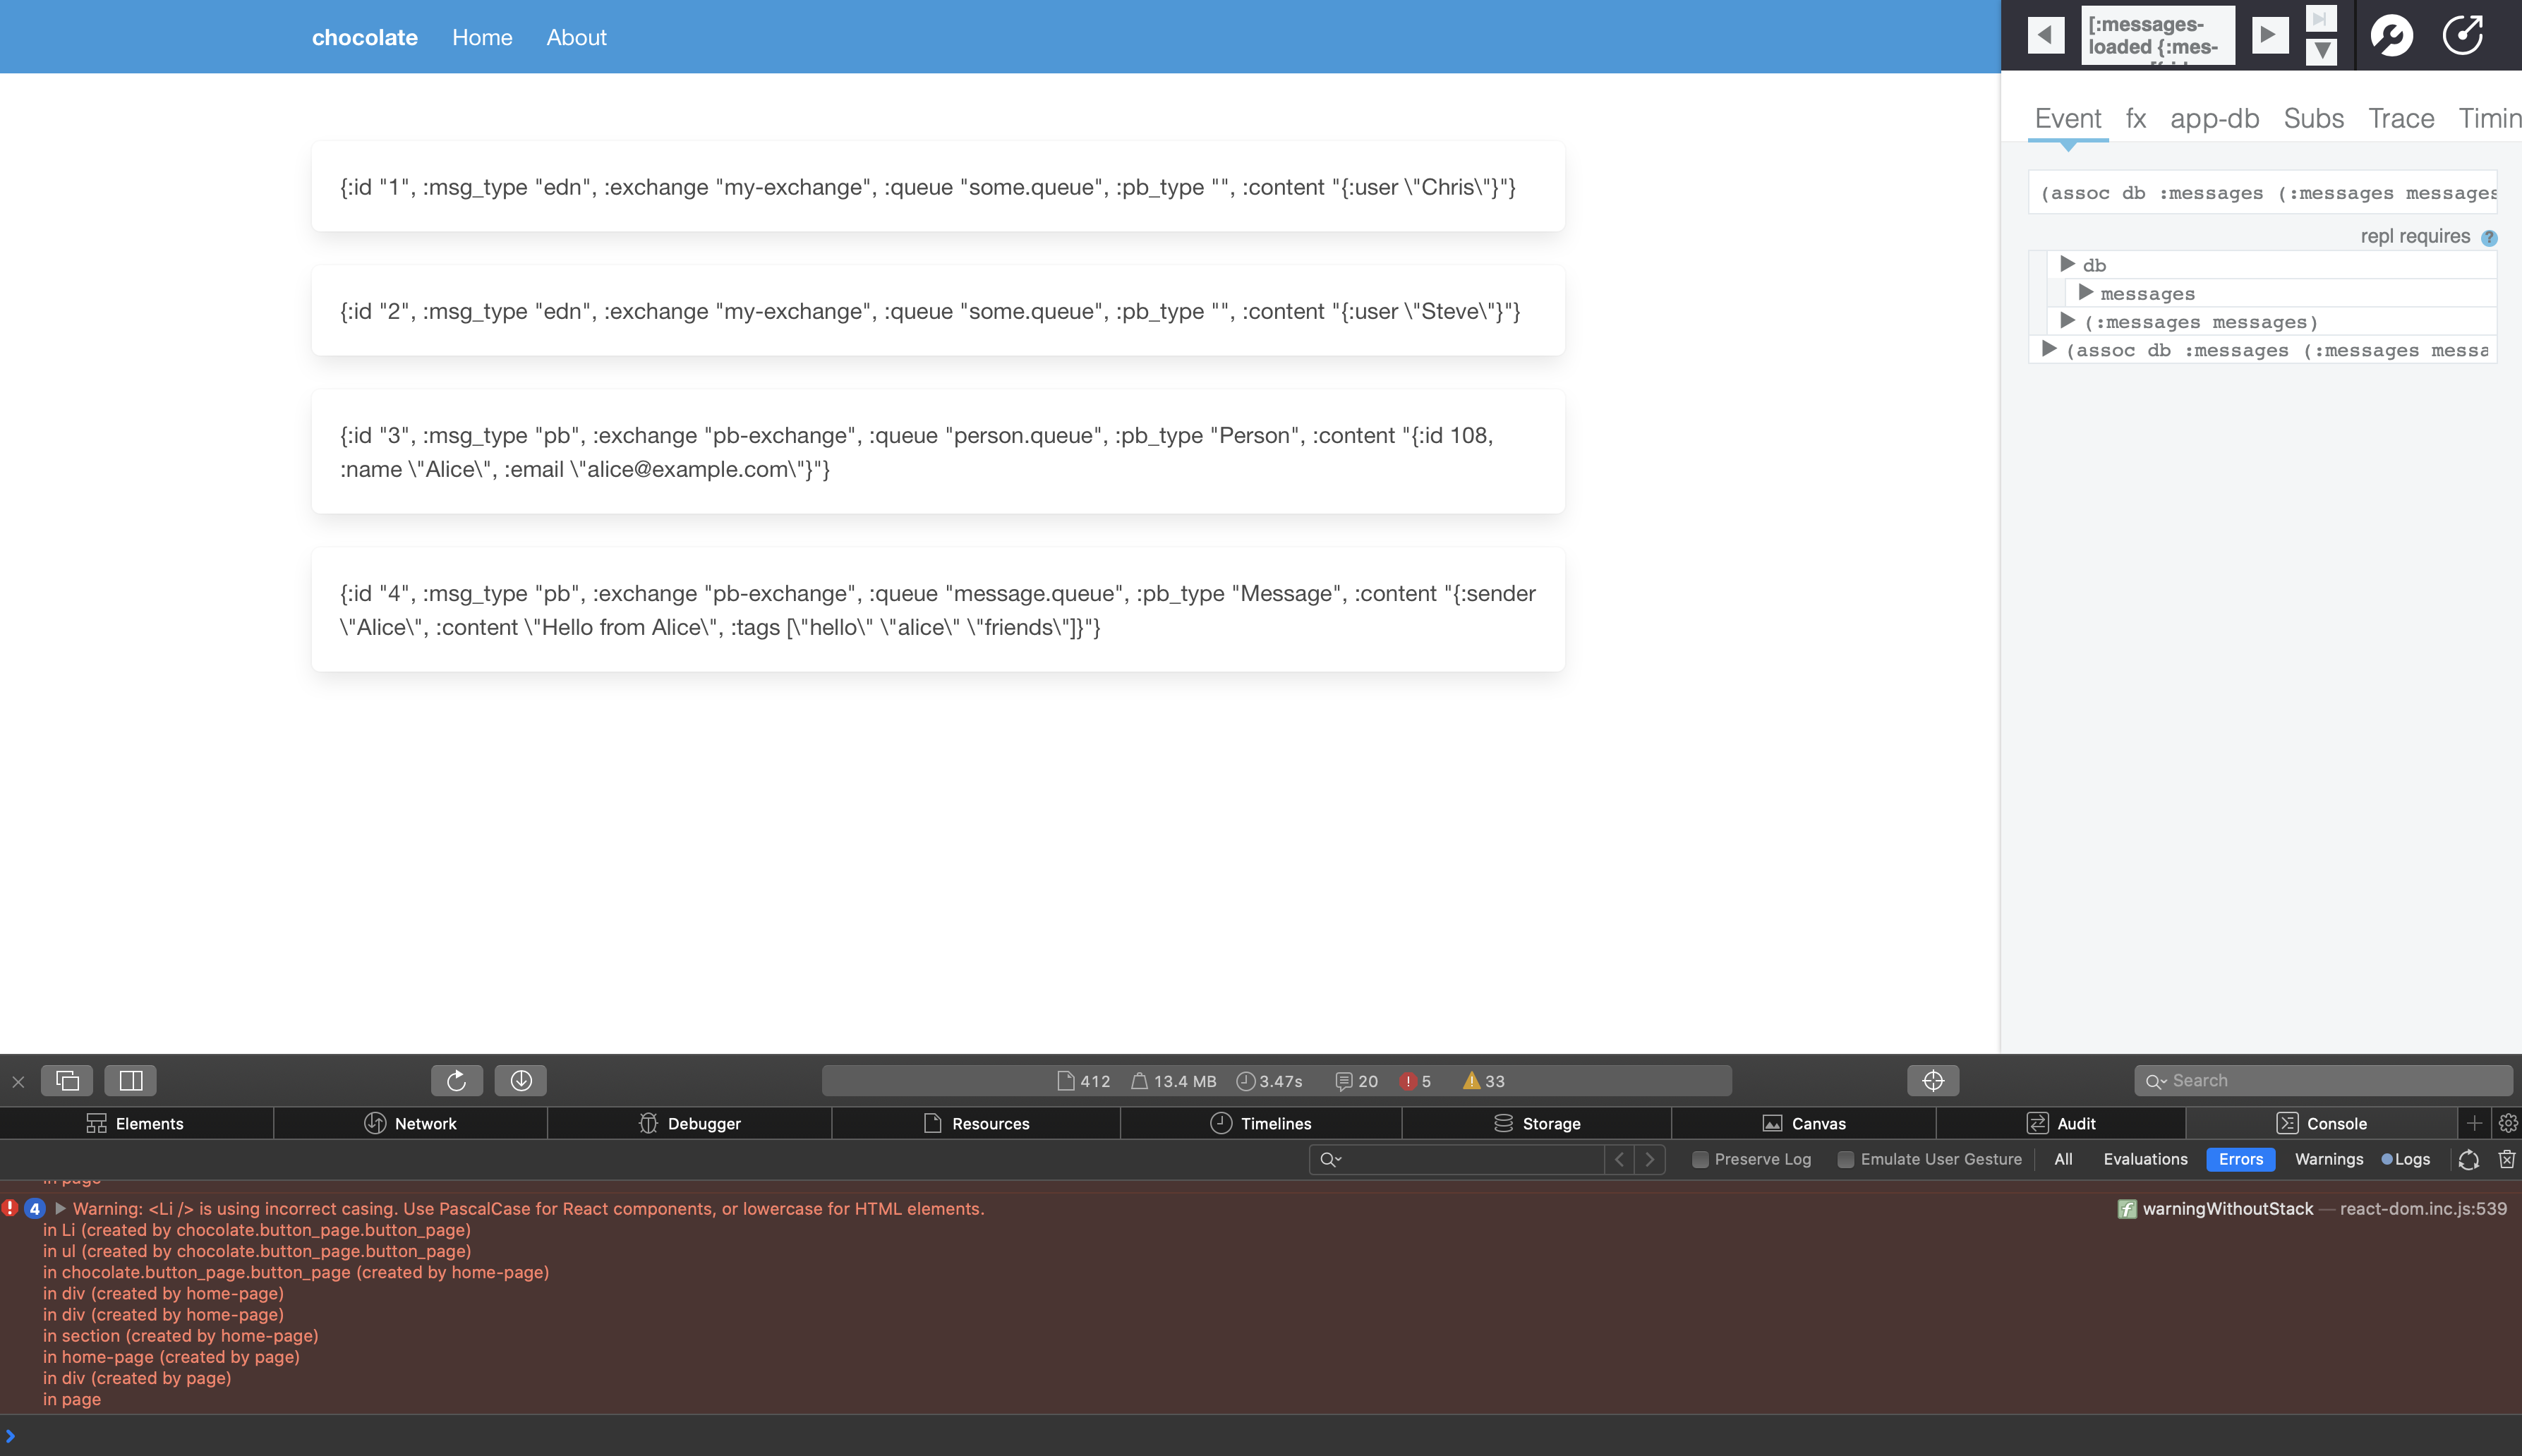 chocolate Home About
{:id "1", :msg_type "edn", :exchange "my-exchange", :queue "some.queue", :pb_type "", :content "{:user \"Chris\"}"}
{:id "2", :msg_type "edn", :exchange "my-exchange", :queue "some.queue", :pb_type "", :content "{:user \"Steve\"}"}
{:id "3", :msg_type "pb", :exchange "pb-exchange", :queue "person.queue", :pb_type "Person", :content "{:id 108,
:name \"Alice\", :email \"alice@example.com\"}"}
{:id "4", :msg_type "pb", :exchange "pb-exchange", :queue "message.queue", :pb_type "Message", :content "{:sender
\"Alice\", :content \"Hello from Alice\", :tags [\"hello\" \"alice\" \"friends\"]}"}
[:messages-
loaded {:mes-
Event fx app-db Subs Trace Timin
(assoc db :messages (:messages messages
repl requires ?
db
messages
(:messages messages)
(assoc db :messages (:messages messa
412 13.4 MB 3.47s 20 5 33
Search
Elements Network Debugger Resources Timelines Storage Canvas Audit Console
Preserve Log Emulate User Gesture All Evaluations Errors Warnings Logs
in page
4 Warning: <Li /> is using incorrect casing. Use PascalCase for React components, or lowercase for HTML elements. f warningWithoutStack — react-dom.inc.js:539
in Li (created by chocolate.button_page.button_page)
in ul (created by chocolate.button_page.button_page)
in chocolate.button_page.button_page (created by home-page)
in div (created by home-page)
in div (created by home-page)
in section (created by home-page)
in home-page (created by page)
in div (created by page)
in page